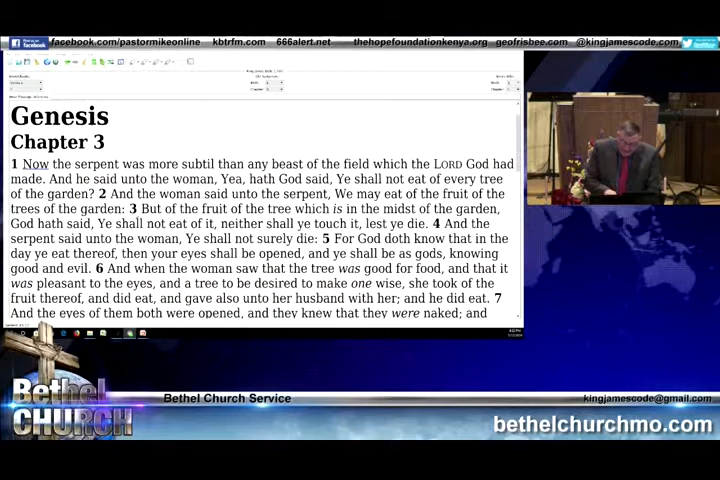 Find us on facebook
facebook.com/pastormikeonline kbtrfm.com 666alert.net thehopefoundationkenya.org geofrisbee.com @kingjamescode.com twitter
Genesis
Chapter 3
1 Now the serpent was more subtil than any beast of the field which the LORD God had
made. And he said unto the woman, Yea, hath God said, Ye shall not eat of every tree
of the garden? 2 And the woman said unto the serpent, We may eat of the fruit of the
trees of the garden: 3 But of the fruit of the tree which is in the midst of the garden,
God hath said, Ye shall not eat of it, neither shall ye touch it, lest ye die. 4 And the
serpent said unto the woman, Ye shall not surely die: 5 For God doth know that in the
day ye eat thereof, then your eyes shall be opened, and ye shall be as gods, knowing
good and evil. 6 And when the woman saw that the tree was good for food, and that it
was pleasant to the eyes, and a tree to be desired to make one wise, she took of the
fruit thereof, and did eat, and gave also unto her husband with her; and he did eat. 7
And the eyes of them both were opened, and they knew that they were naked; and
Bethel
CHURCH
Bethel Church Service
kingjamescode@gmail.com
bethelchurchmo.com